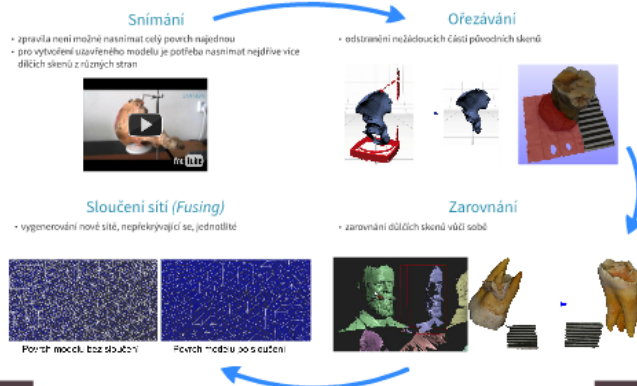 Snímání
• zpravila není možné nasnímat celý povrch najednou
• pro vytvoření uzavřeného modelu je potřeba nasnímat nejdříve více
dílčích skenů z různých stran
Ořezávání
• odstranění nežádoucích částí původních skenů
Sloučení sítí (Fusing)
• vygenerování nové sítě, nepřekrývající se, jednotlité
Povrch modelu bez sloučení
Povrch modelu po sloučení
Zarovnání
• zarovnání důlčích skenů vůči sobě